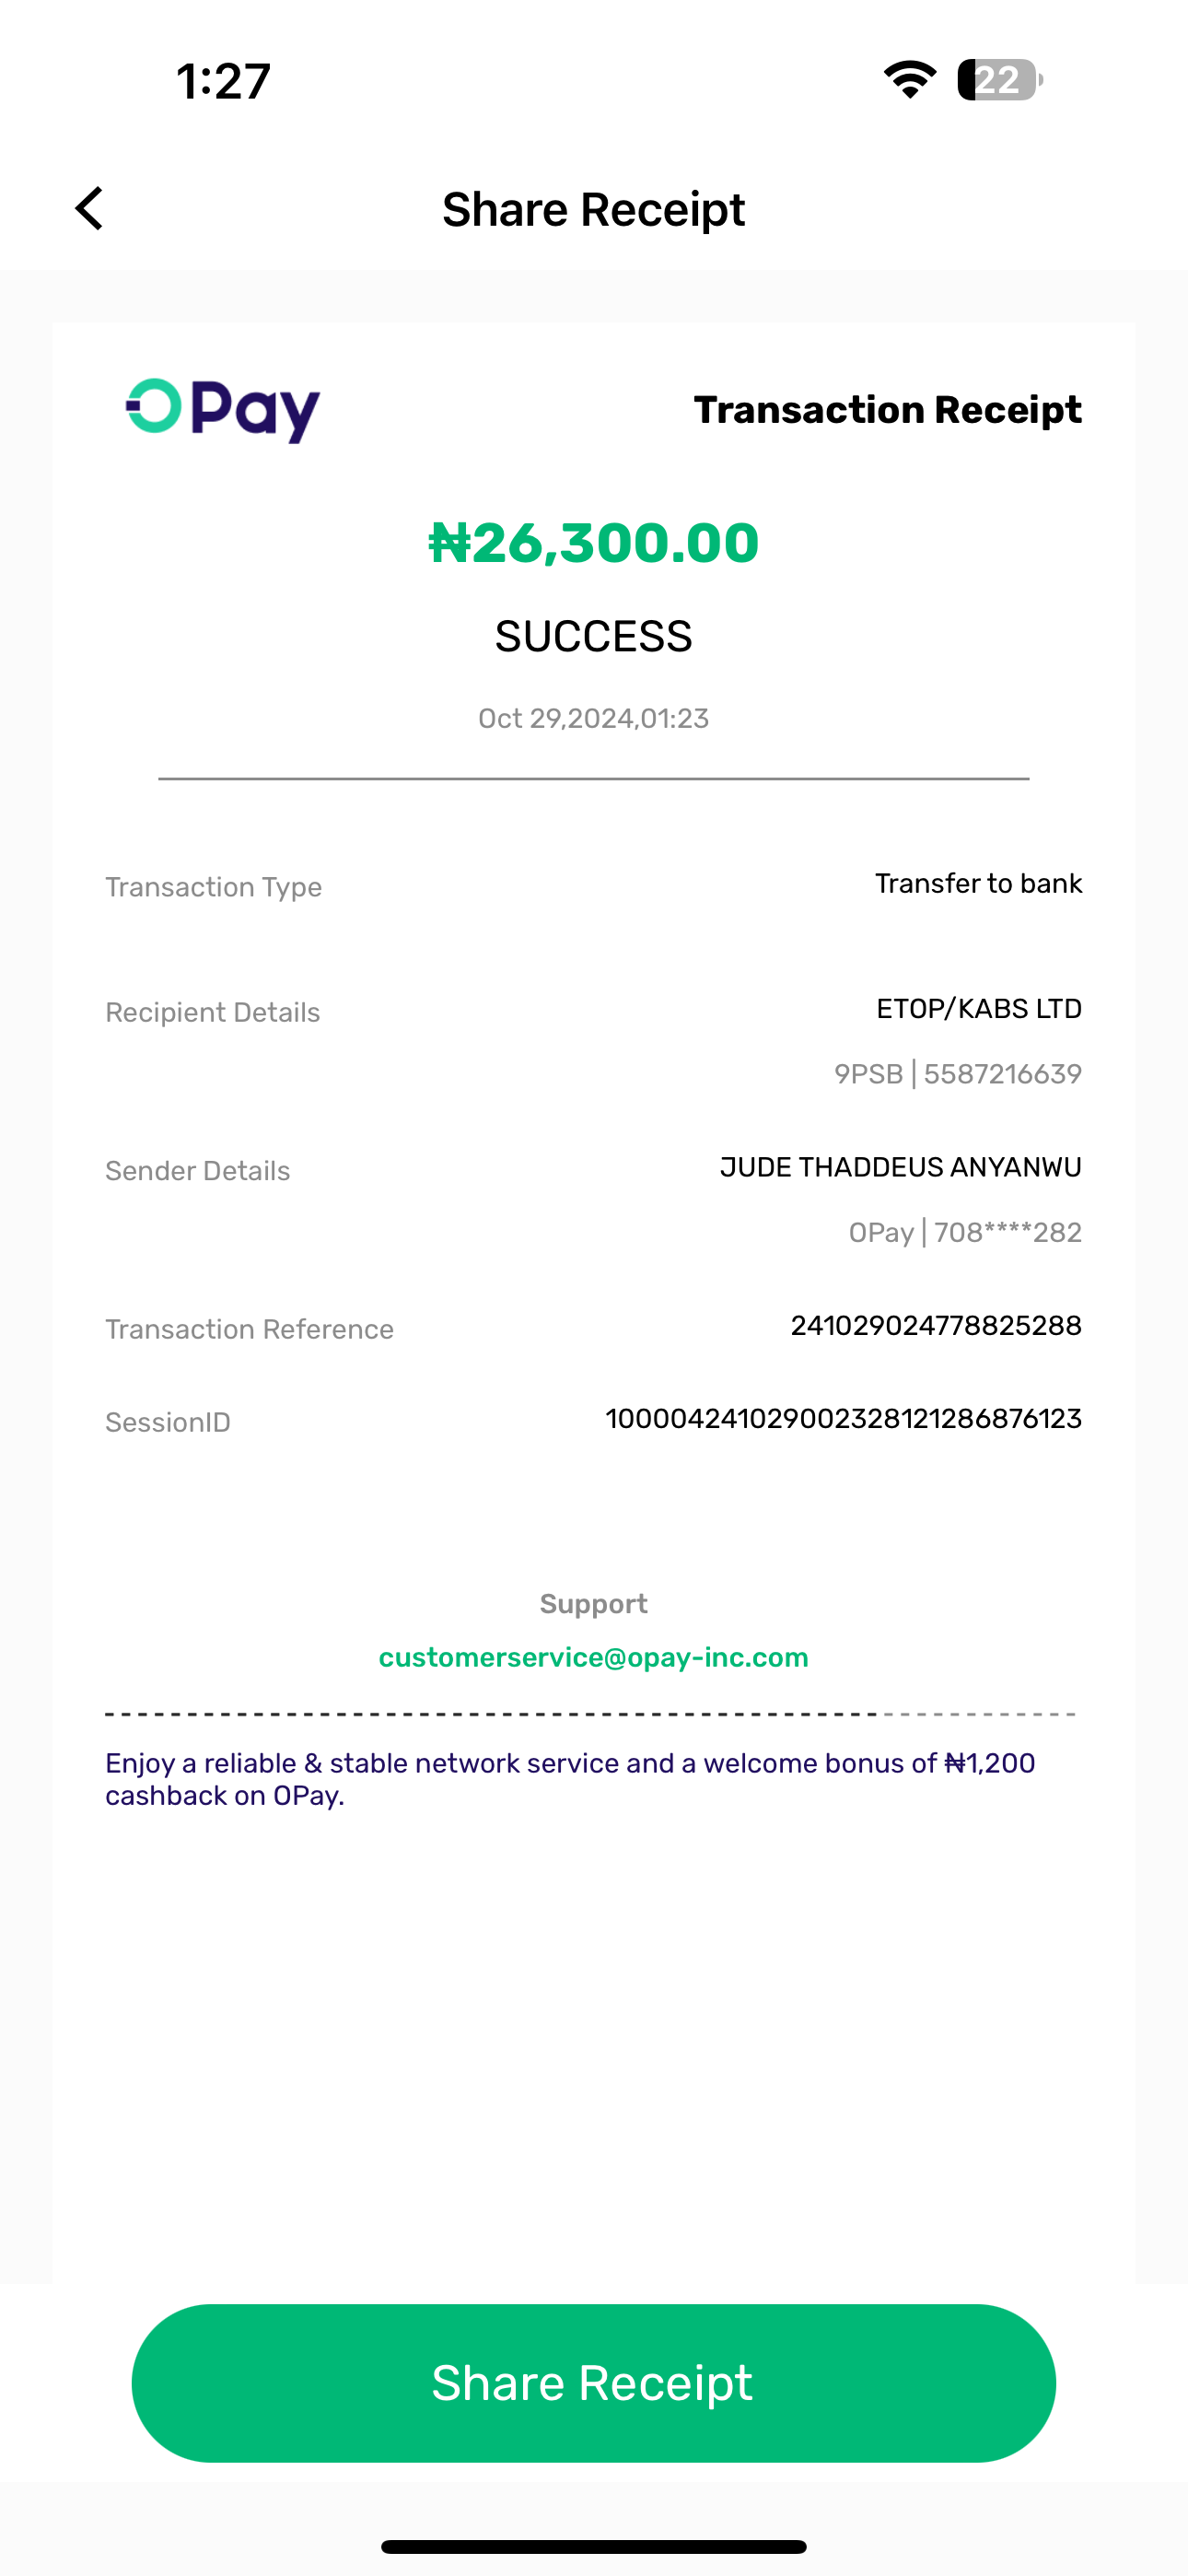 1:27
22
Share Receipt
OPay
Transaction Receipt
₦26,300.00
SUCCESS
Oct 29,2024,01:23
Transaction Type
Transfer to bank
Recipient Details
ETOP/KABS LTD
9PSB | 5587216639
Sender Details
JUDE THADDEUS ANYANWU
OPay | 708****282
Transaction Reference
241029024778825288
SessionID
100004241029002328121286876123
Support
customerservice@opay-inc.com
Enjoy a reliable & stable network service and a welcome bonus of ₦1,200
cashback on OPay.
Share Receipt